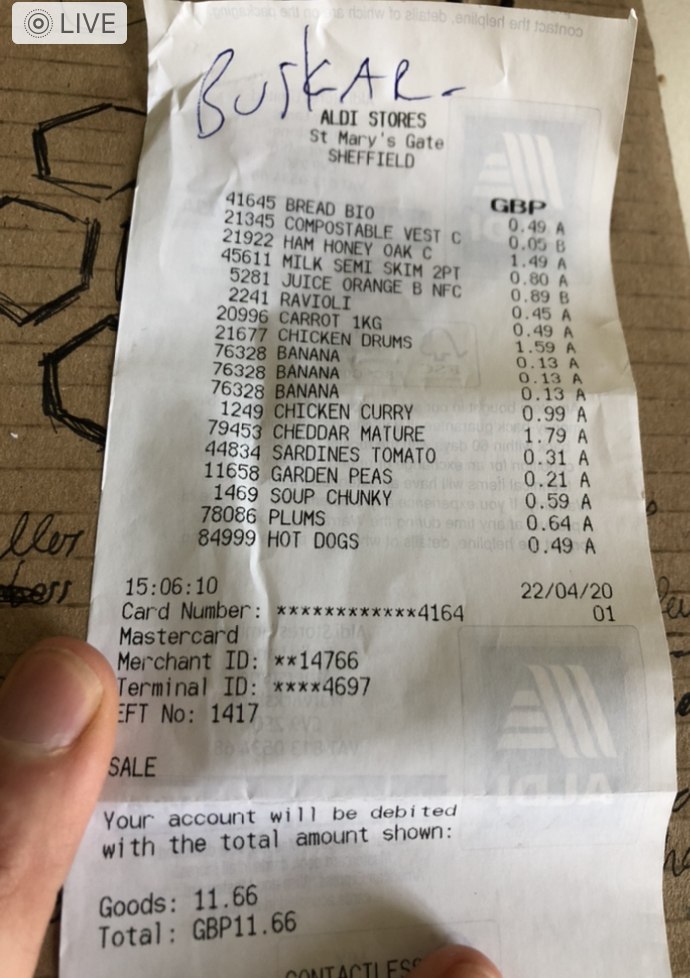 LIVE
BUSKAR-
ALDI STORES
St Mary's Gate
SHEFFIELD
GBP
41645 BREAD BIO 0.49 A
21345 COMPOSTABLE VEST C 0.05 B
21922 HAM HONEY OAK C 1.49 A
45611 MILK SEMI SKIM 2PT 0.80 A
5281 JUICE ORANGE B NFC 0.89 B
2241 RAVIOLI 0.45 A
20996 CARROT 1KG 0.49 A
21677 CHICKEN DRUMS 1.59 A
76328 BANANA 0.13 A
76328 BANANA 0.13 A
76328 BANANA 0.13 A
1249 CHICKEN CURRY 0.99 A
79453 CHEDDAR MATURE 1.79 A
44834 SARDINES TOMATO 0.31 A
11658 GARDEN PEAS 0.21 A
1469 SOUP CHUNKY 0.59 A
78086 PLUMS 0.64 A
84999 HOT DOGS 0.49 A
15:06:10 22/04/20
Card Number: ************4164 01
Mastercard
Merchant ID: **14766
Terminal ID: ****4697
EFT No: 1417
SALE
Your account will be debited
with the total amount shown:
Goods: 11.66
Total: GBP11.66
CONTACTLESS